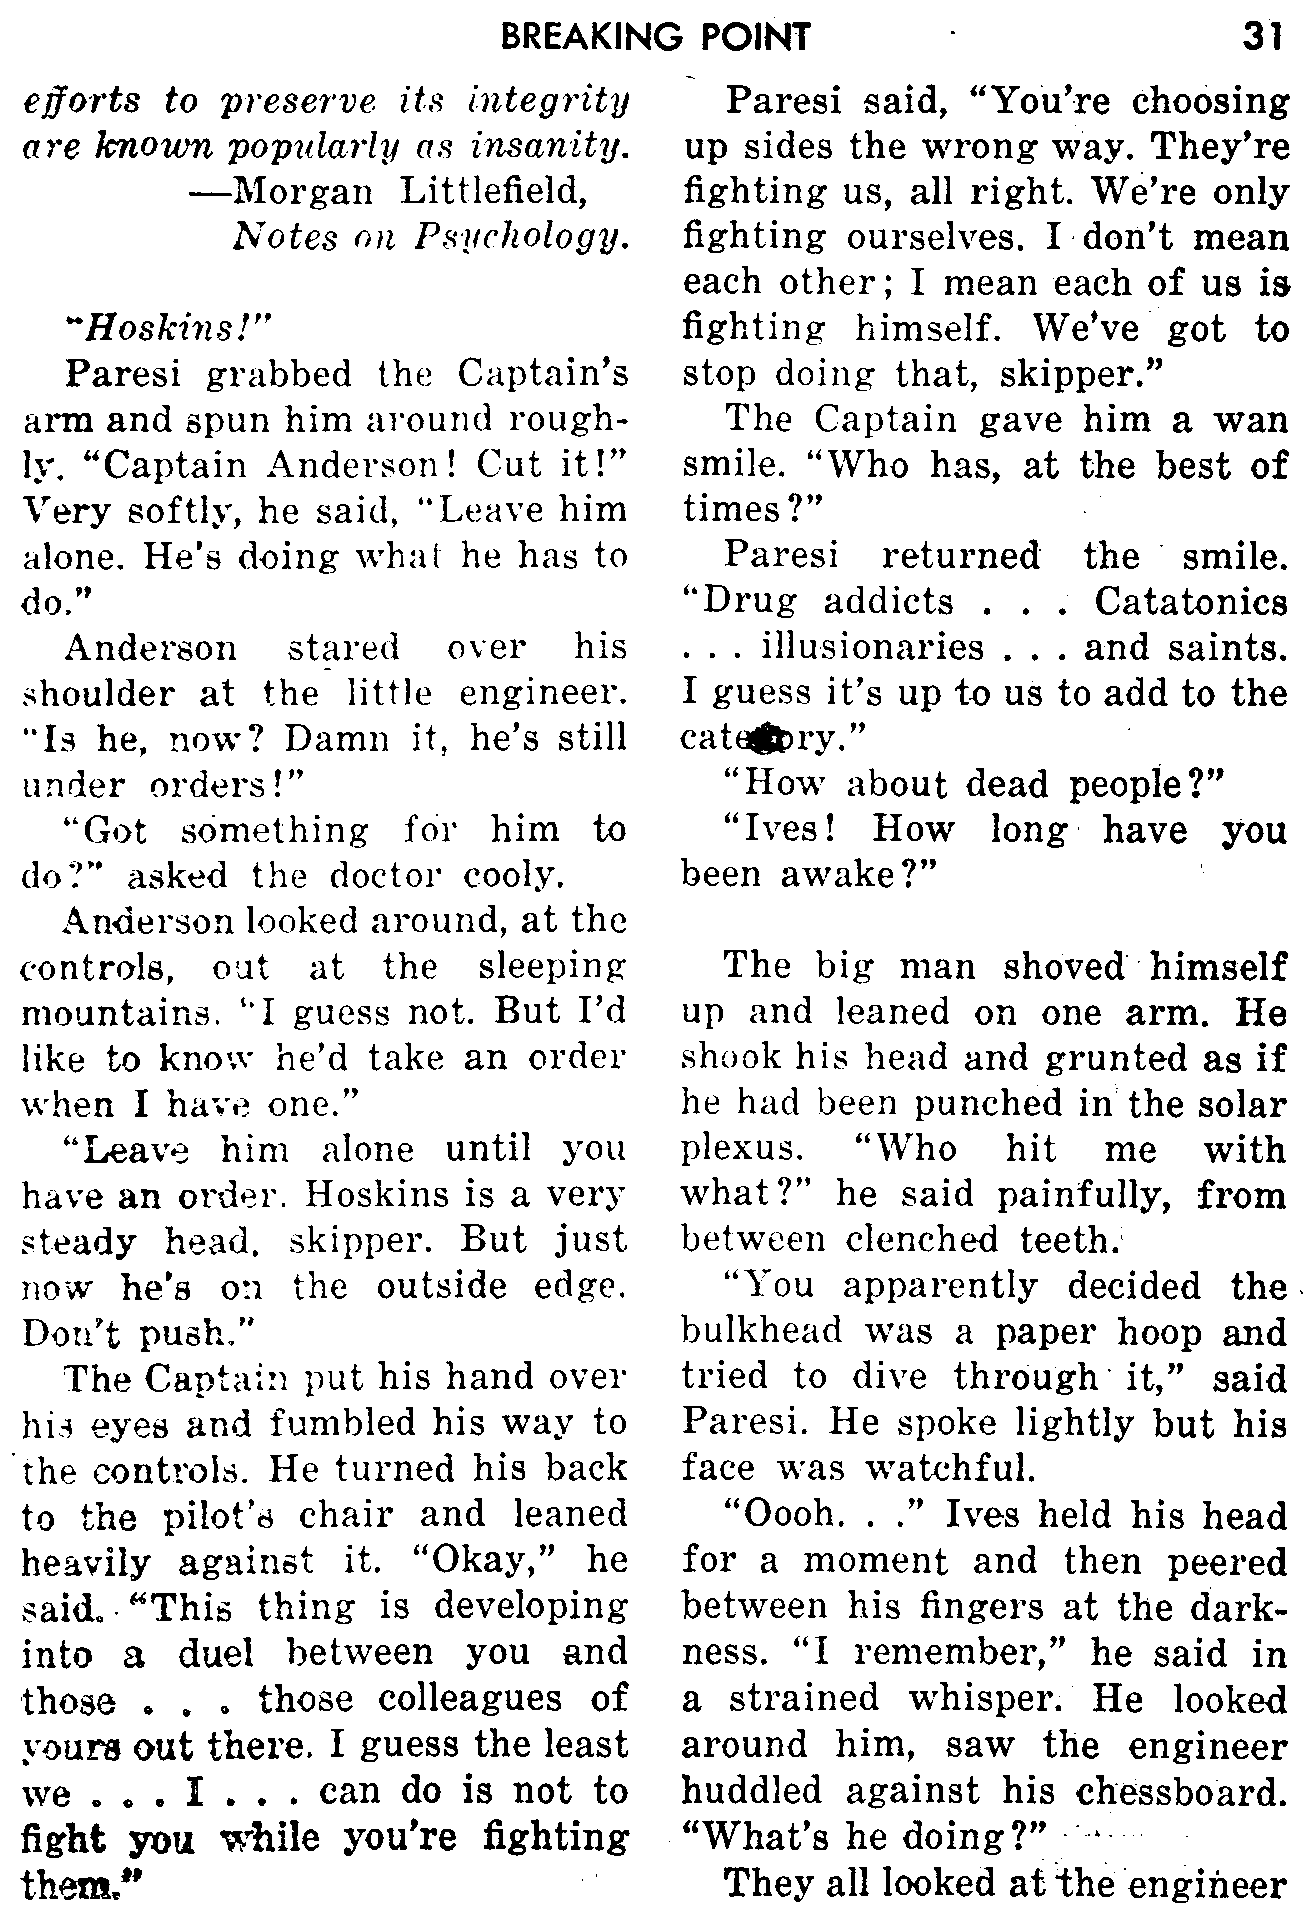 BREAKING POINT 31
efforts to preserve its integrity
are known popularly as insanity.
—Morgan Littlefield,
Notes on Psychology.
"Hoskins!"
Paresi grabbed the Captain's
arm and spun him around rough-
ly. "Captain Anderson! Cut it!"
Very softly, he said, "Leave him
alone. He's doing what he has to
do."
Anderson stared over his
shoulder at the little engineer.
"Is he, now? Damn it, he's still
under orders!"
"Got something for him to
do?" asked the doctor cooly.
Anderson looked around, at the
controls, out at the sleeping
mountains. "I guess not. But I'd
like to know he'd take an order
when I have one."
"Leave him alone until you
have an order. Hoskins is a very
steady head, skipper. But just
now he's on the outside edge.
Don't push."
The Captain put his hand over
his eyes and fumbled his way to
the controls. He turned his back
to the pilot's chair and leaned
heavily against it. "Okay," he
said. "This thing is developing
into a duel between you and
those . . . those colleagues of
yours out there. I guess the least
we . . . I . . . can do is not to
fight you while you're fighting
them."
Paresi said, "You're choosing
up sides the wrong way. They're
fighting us, all right. We're only
fighting ourselves. I don't mean
each other; I mean each of us is
fighting himself. We've got to
stop doing that, skipper."
The Captain gave him a wan
smile. "Who has, at the best of
times?"
Paresi returned the smile.
"Drug addicts . . . Catatonics
. . . illusionaries . . . and saints.
I guess it's up to us to add to the
category."
"How about dead people?"
"Ives! How long have you
been awake?"
The big man shoved himself
up and leaned on one arm. He
shook his head and grunted as if
he had been punched in the solar
plexus. "Who hit me with
what?" he said painfully, from
between clenched teeth.
"You apparently decided the
bulkhead was a paper hoop and
tried to dive through it," said
Paresi. He spoke lightly but his
face was watchful.
"Oooh. . ." Ives held his head
for a moment and then peered
between his fingers at the dark-
ness. "I remember," he said in
a strained whisper. He looked
around him, saw the engineer
huddled against his chessboard.
"What's he doing?"
They all looked at the engineer